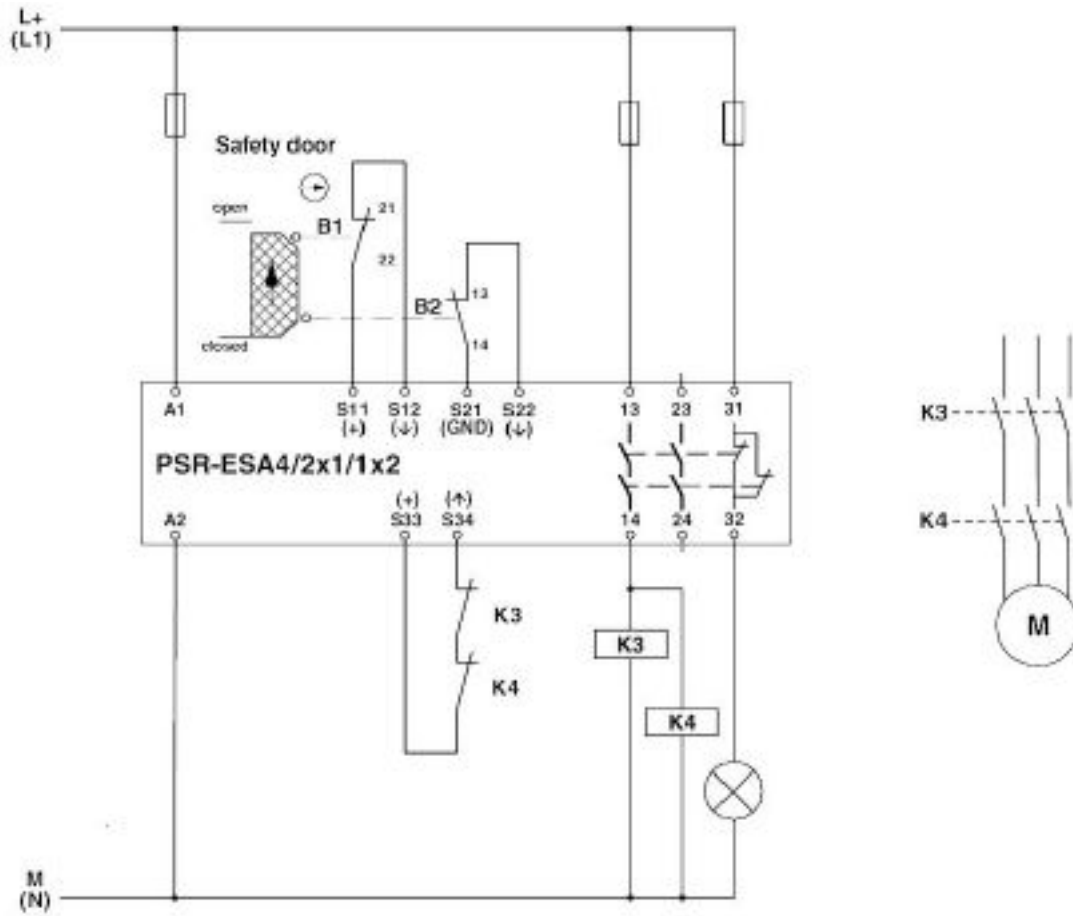 L+
(L1)
Safety door
open
closed
B1
21
22
B2
13
14
A1
S11
(+)
S12
(↓)
S21
(GND)
S22
(↓)
13
23
31
PSR-ESA4/2x1/1x2
A2
(+)
S33
(↑)
S34
14
24
32
K3
K4
K3
K4
K3
K4
M
M
(N)